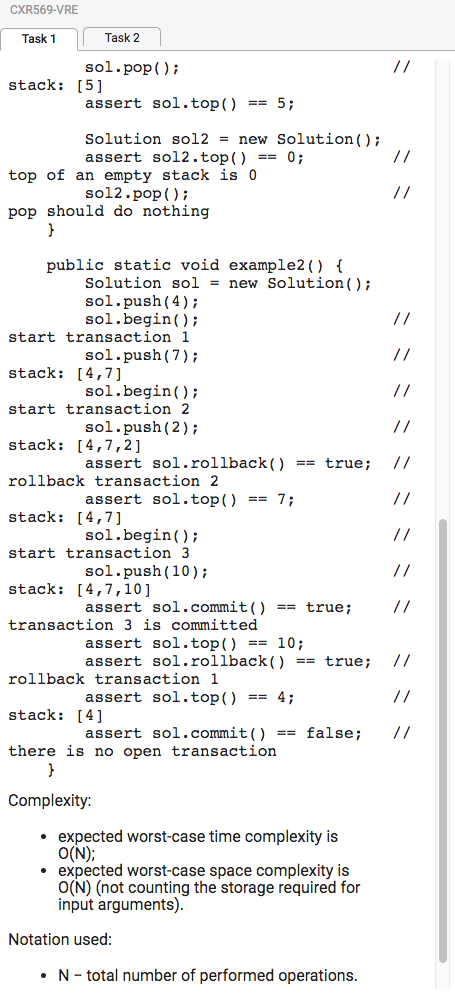 CXR569-VRE
Task 1 Task 2
sol.pop(); //
stack: [5]
assert sol.top() == 5;
Solution sol2 = new Solution();
assert sol2.top() == 0; //
top of an empty stack is 0
sol2.pop(); //
pop should do nothing
}
public static void example2() {
Solution sol = new Solution();
sol.push(4);
sol.begin(); //
start transaction 1
sol.push(7); //
stack: [4,7]
sol.begin(); //
start transaction 2
sol.push(2); //
stack: [4,7,2]
assert sol.rollback() == true; //
rollback transaction 2
assert sol.top() == 7; //
stack: [4,7]
sol.begin(); //
start transaction 3
sol.push(10); //
stack: [4,7,10]
assert sol.commit() == true; //
transaction 3 is committed
assert sol.top() == 10;
assert sol.rollback() == true; //
rollback transaction 1
assert sol.top() == 4; //
stack: [4]
assert sol.commit() == false; //
there is no open transaction
}
Complexity:
• expected worst-case time complexity is
O(N);
• expected worst-case space complexity is
O(N) (not counting the storage required for
input arguments).
Notation used:
• N − total number of performed operations.